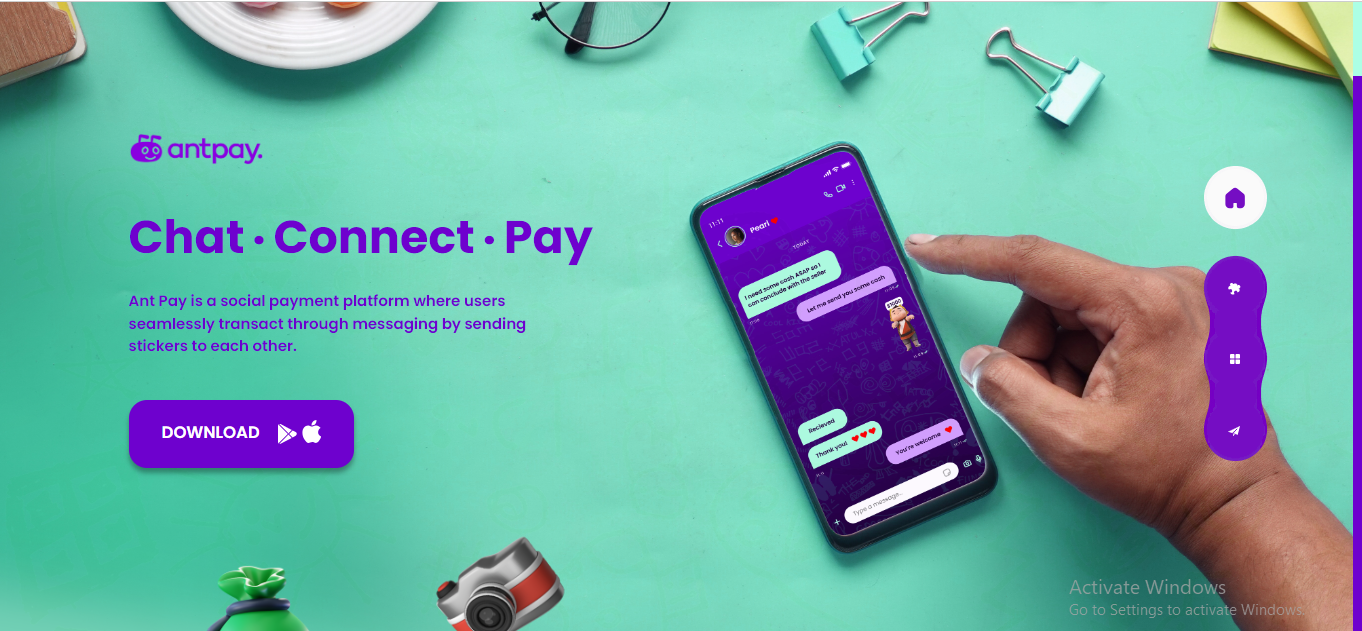 antpay.
Chat · Connect · Pay
Ant Pay is a social payment platform where users
seamlessly transact through messaging by sending
stickers to each other.
DOWNLOAD
11:11
Pearl
TODAY
I need some cash ASAP so I
can conclude with the seller
Let me send you some cash
$1000
Recieved
Thank you!
You're welcome
Type a message...
Activate Windows
Go to Settings to activate Windows.